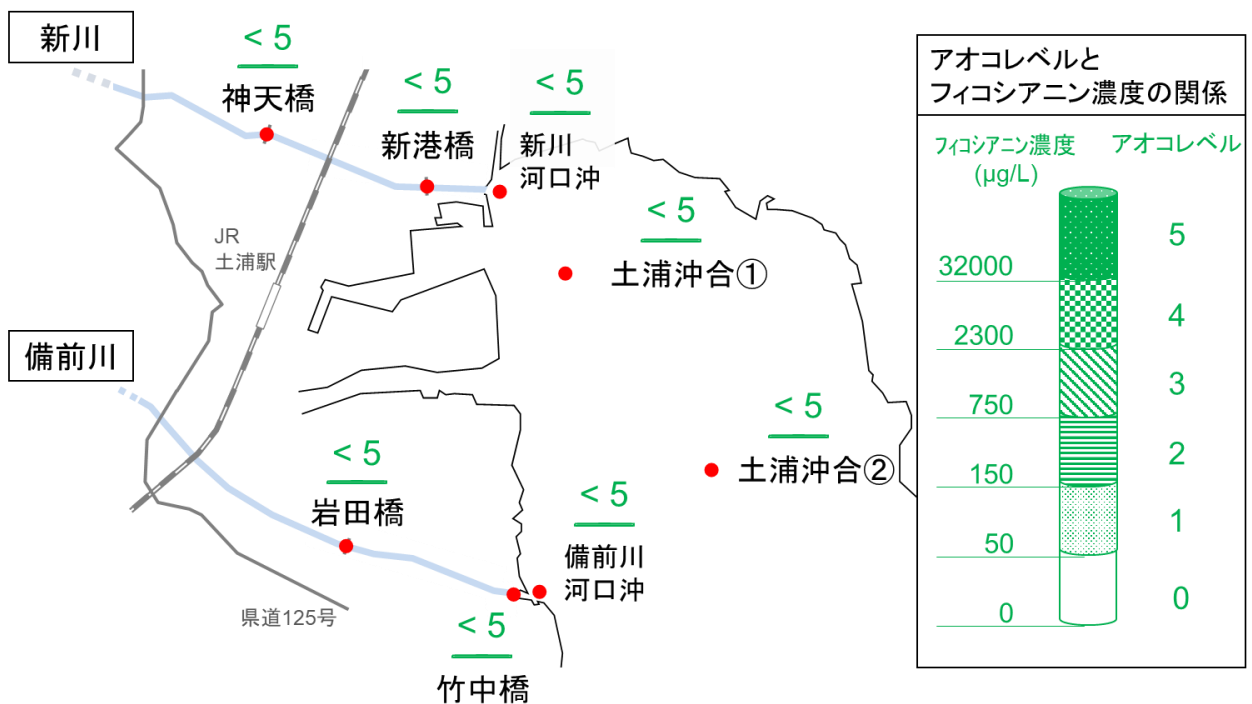 新川
< 5
神天橋
< 5
新港橋
< 5
新川
河口沖
< 5
土浦沖合①
JR
土浦駅
備前川
< 5
土浦沖合②
< 5
岩田橋
< 5
備前川
河口沖
県道125号
< 5
竹中橋
アオコレベルと
フィコシアニン濃度の関係
フィコシアニン濃度
(μg/L)
アオコレベル
5
32000
4
2300
3
750
2
150
1
50
0
0